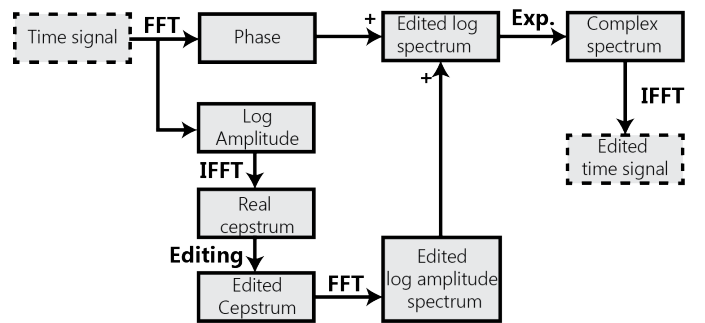 Time signal
FFT
Phase
+
Edited log
spectrum
Exp.
Complex
spectrum
IFFT
Edited
time signal
Log
Amplitude
IFFT
Real
cepstrum
Editing
Edited
Cepstrum
FFT
Edited
log amplitude
spectrum
+